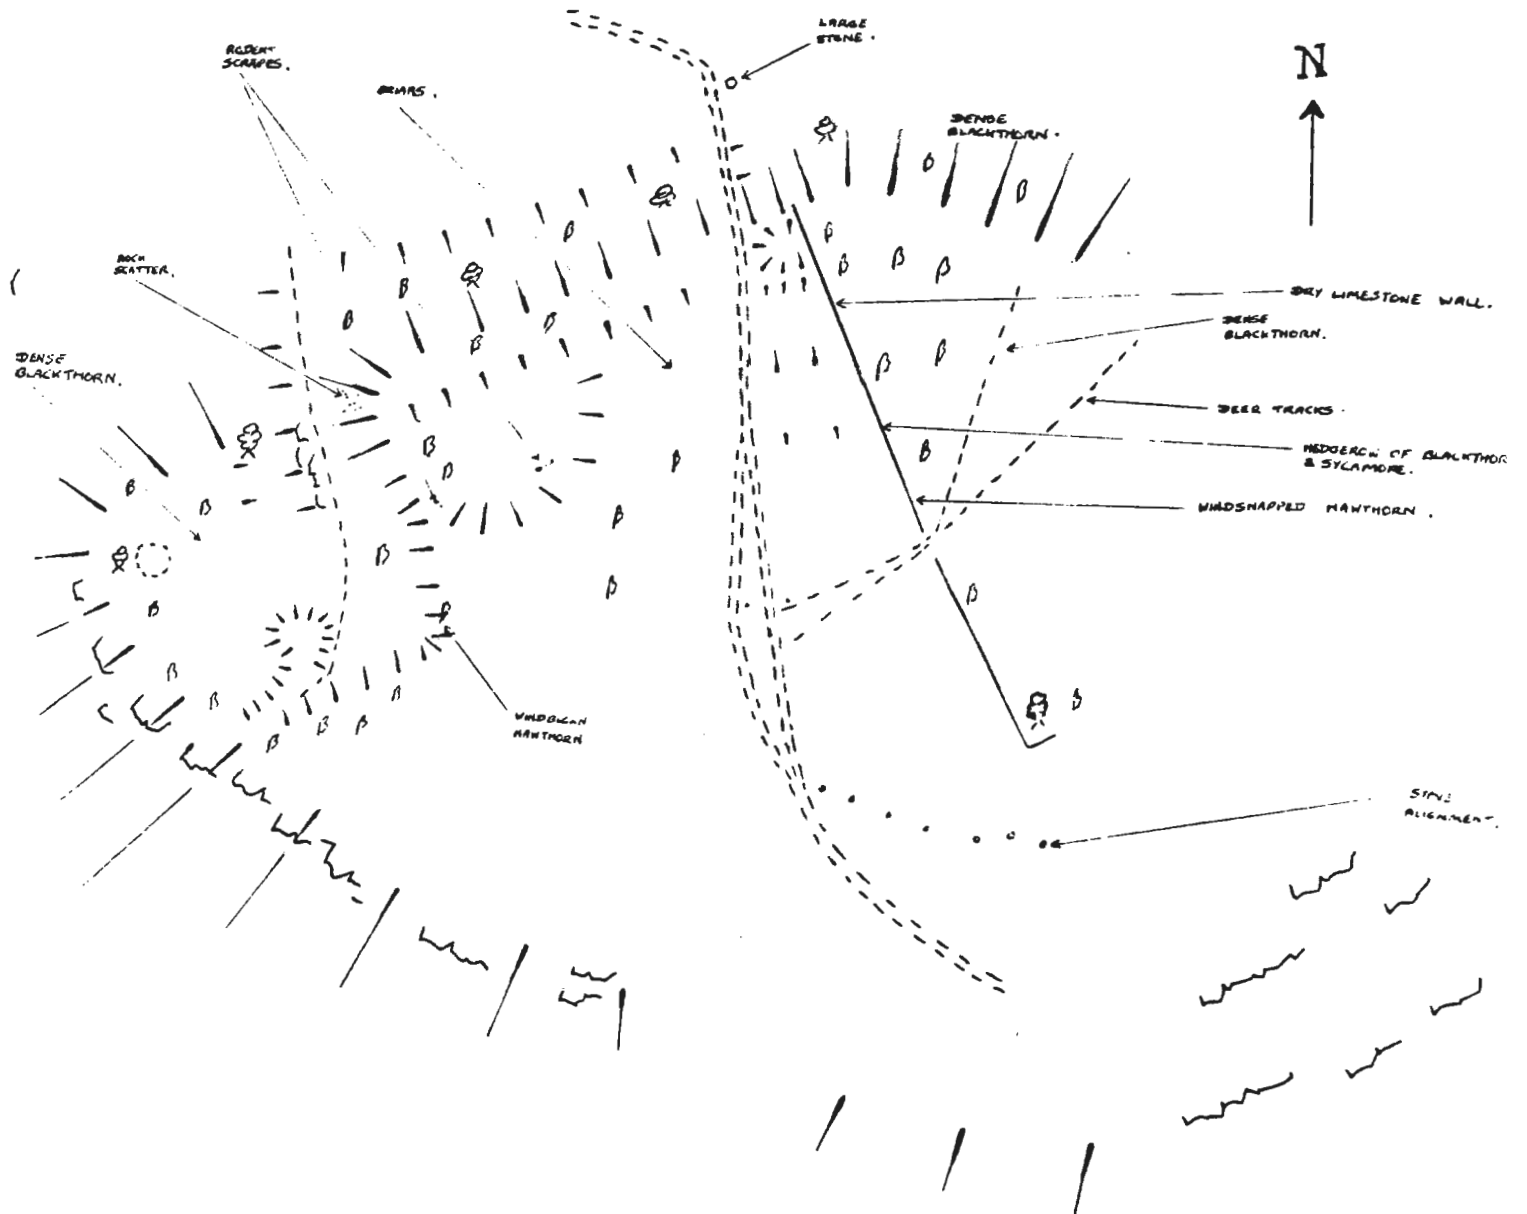 LARGE
STONE.
RODENT
SCRAPES.
BRIARS.
N
DENSE
BLACKTHORN.
ROCK
SCATTER.
DRY LIMESTONE WALL.
DENSE
BLACKTHORN.
DENSE
BLACKTHORN.
DEER TRACKS.
HEDGEROW OF BLACKTHOR
& SYCAMORE.
WINDSNAPPED HAWTHORN.
WINDBLOWN
HAWTHORN
STONE
ALIGNMENT.